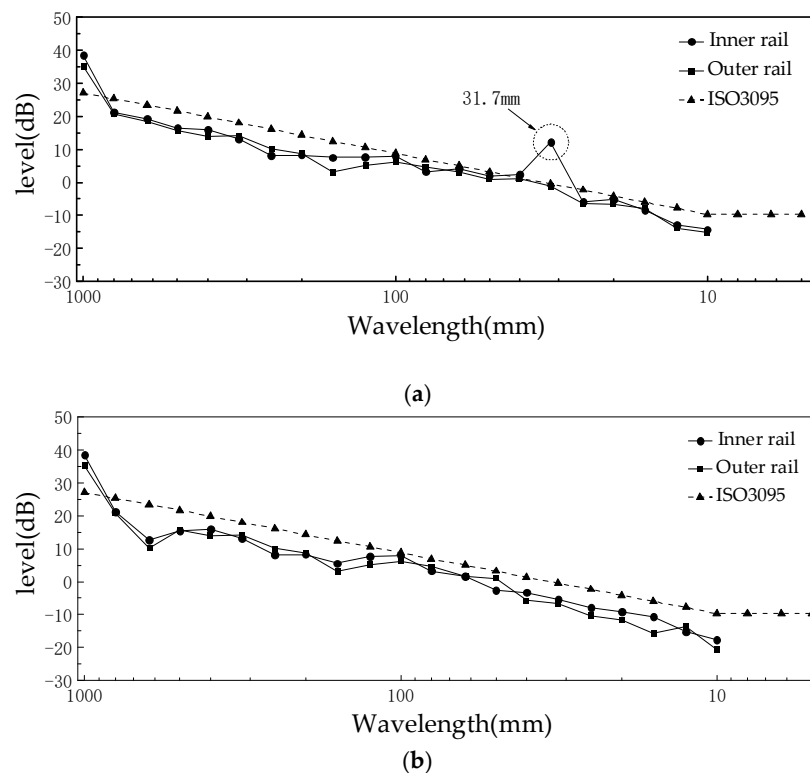 50
40
30
20
10
0
−10
−20
−30
level(dB)
31.7mm
Inner rail
Outer rail
ISO3095
1000
100
10
Wavelength(mm)
(a)
50
40
30
20
10
0
−10
−20
−30
level(dB)
Inner rail
Outer rail
ISO3095
1000
100
10
Wavelength(mm)
(b)